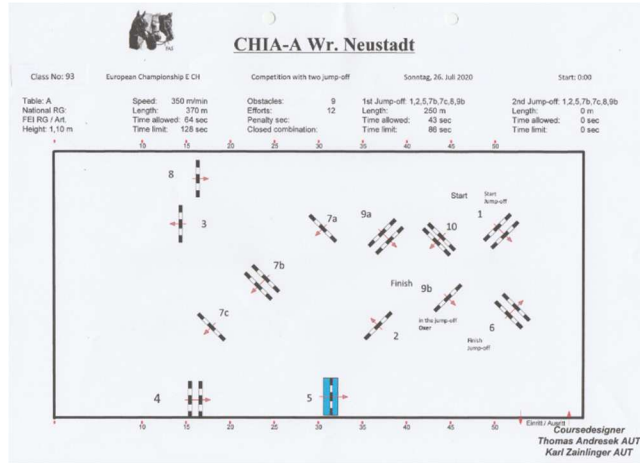 CHIA-A Wr. Neustadt
Class No: 93 European Championship E CH Competition with two jump-off Sonntag, 26. Juli 2020 Start: 0:00
Table: A Speed: 350 m/min Obstacles: 9 1st Jump-off: 1,2,5,7b,7c,8,9b 2nd Jump-off: 1,2,5,7b,7c,8,9b
National RG: Length: 370 m Efforts: 12 Length: 250 m Length: 0 m
FEI RG / Art. Time allowed: 64 sec Penalty sec: Time allowed: 43 sec Time allowed: 0 sec
Height: 1,10 m Time limit: 128 sec Closed combination: Time limit: 86 sec Time limit: 0 sec
10 15 20 25 30 35 40 45 50
8
Start Start Jump-off
3 7a 9a 10 1
7b
Finish 9b
7c 2 in the jump-off Oxer 6
Finish Jump-off
4 5
10 15 20 25 30 35 40 45 50
Einritt / Ausritt
Coursedesigner
Thomas Andresek AUT
Karl Zainlinger AUT